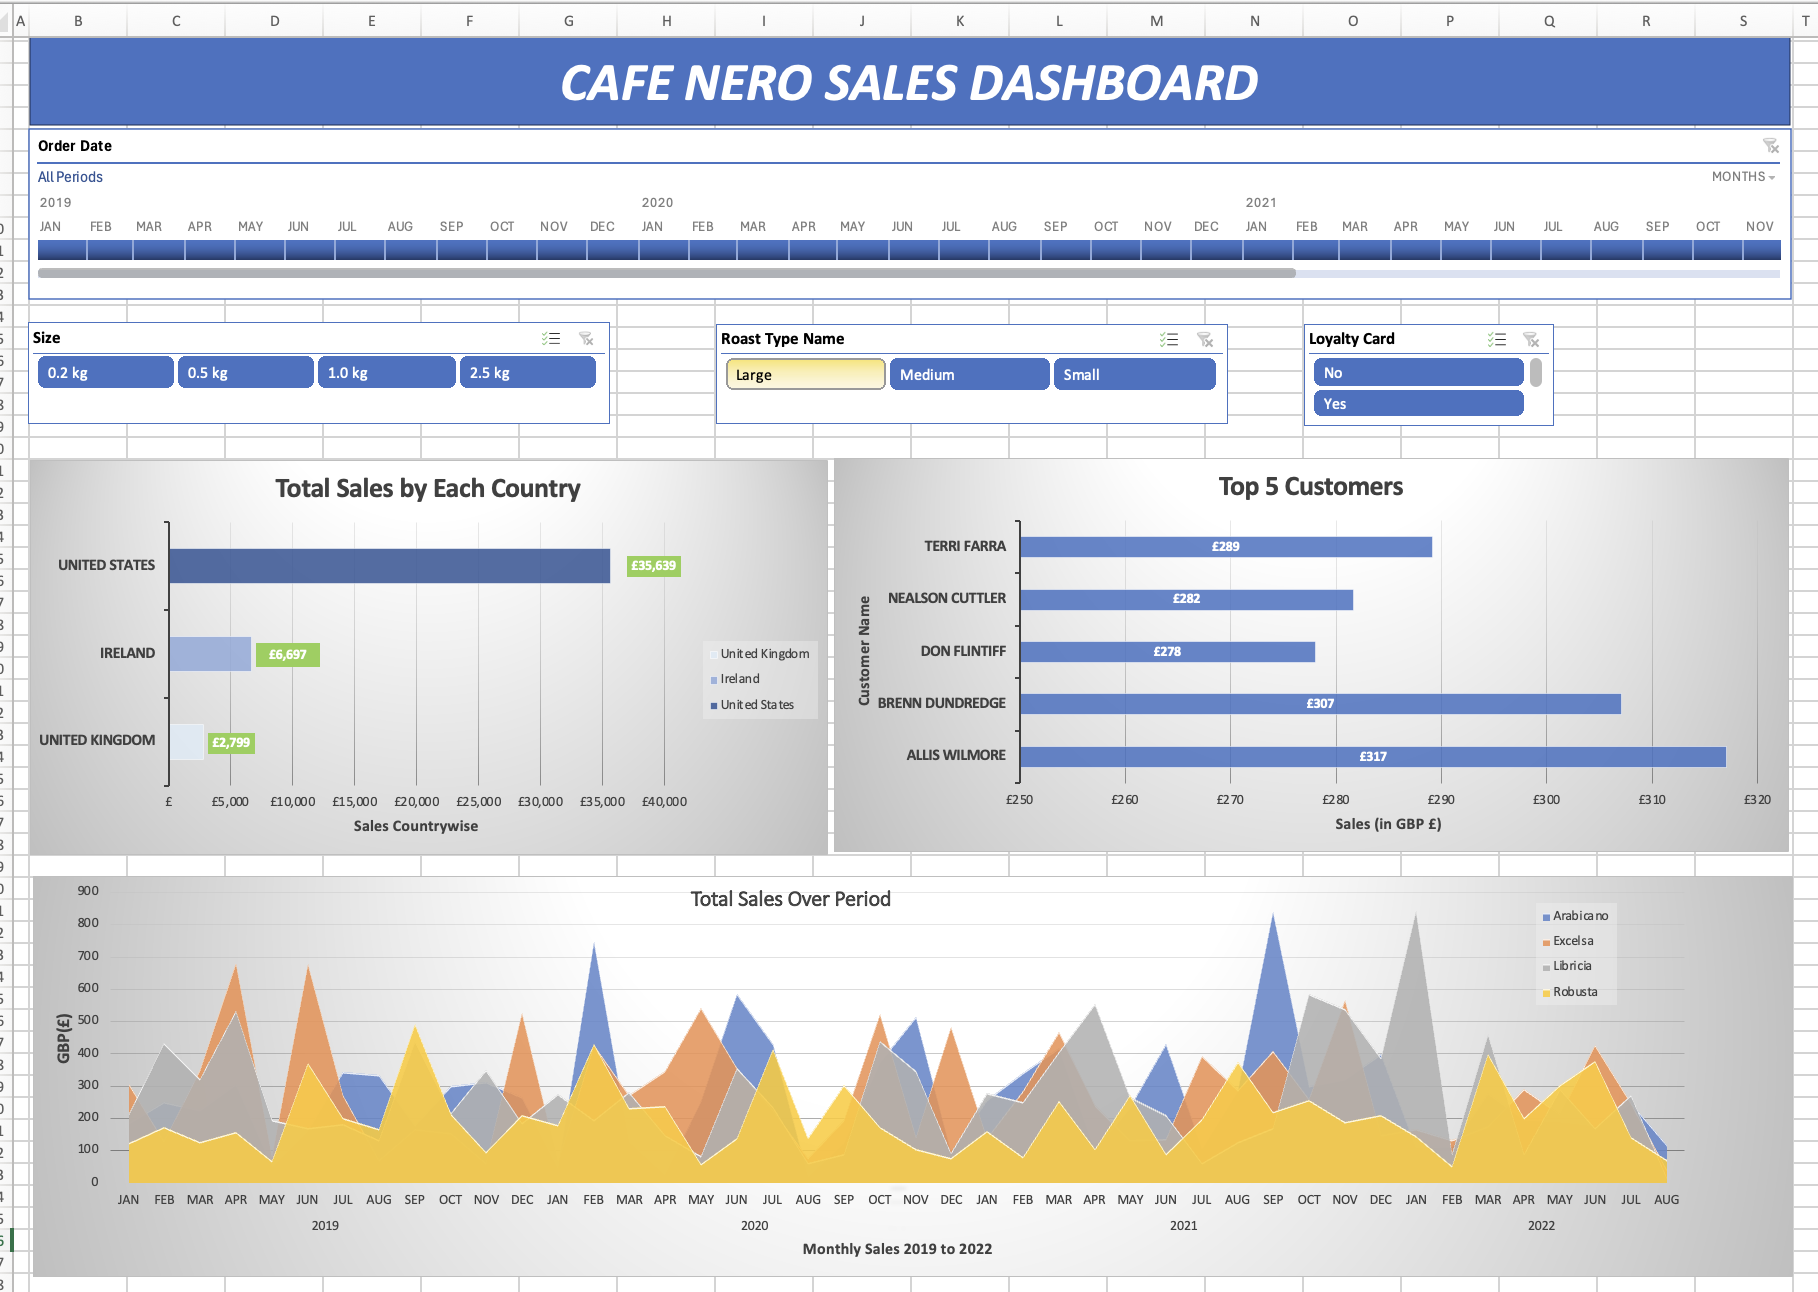 A B C D E F G H I J K L M N O P Q R S T
CAFE NERO SALES DASHBOARD
Order Date
All Periods MONTHS
2019 2020 2021
JAN FEB MAR APR MAY JUN JUL AUG SEP OCT NOV DEC JAN FEB MAR APR MAY JUN JUL AUG SEP OCT NOV DEC JAN FEB MAR APR MAY JUN JUL AUG SEP OCT NOV
Size
0.2 kg 0.5 kg 1.0 kg 2.5 kg
Roast Type Name
Large Medium Small
Loyalty Card
No
Yes
Total Sales by Each Country
UNITED STATES £35,639
IRELAND £6,697
UNITED KINGDOM £2,799
£ £5,000 £10,000 £15,000 £20,000 £25,000 £30,000 £35,000 £40,000
Sales Countrywise
United Kingdom
Ireland
United States
Top 5 Customers
Customer Name
TERRI FARRA £289
NEALSON CUTTLER £282
DON FLINTIFF £278
BRENN DUNDREDGE £307
ALLIS WILMORE £317
£250 £260 £270 £280 £290 £300 £310 £320
Sales (in GBP £)
Total Sales Over Period
GBP(£)
900
800
700
600
500
400
300
200
100
0
Arabicano
Excelsa
Libricia
Robusta
JAN FEB MAR APR MAY JUN JUL AUG SEP OCT NOV DEC JAN FEB MAR APR MAY JUN JUL AUG SEP OCT NOV DEC JAN FEB MAR APR MAY JUN JUL AUG SEP OCT NOV DEC JAN FEB MAR APR MAY JUN JUL AUG
2019 2020 2021 2022
Monthly Sales 2019 to 2022